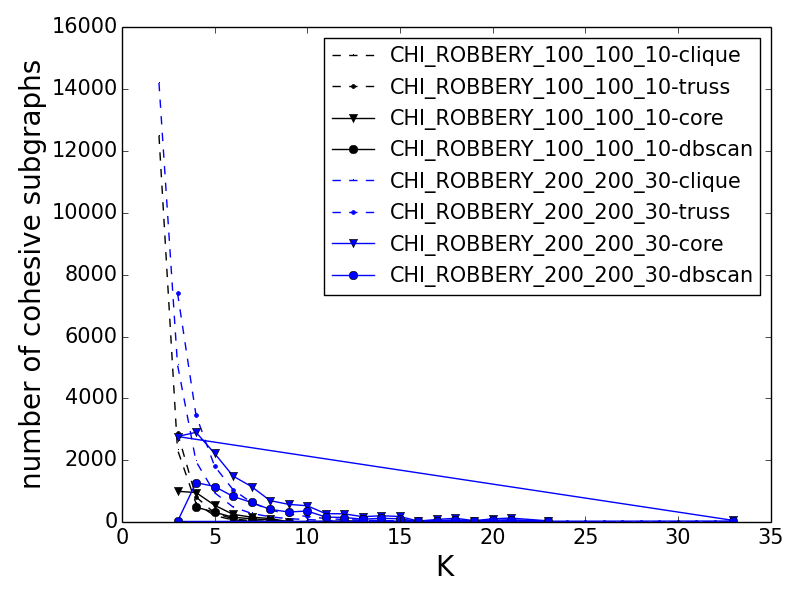 16000
14000
12000
10000
8000
6000
4000
2000
0
number of cohesive subgraphs
CHI_ROBBERY_100_100_10-clique
CHI_ROBBERY_100_100_10-truss
CHI_ROBBERY_100_100_10-core
CHI_ROBBERY_100_100_10-dbscan
CHI_ROBBERY_200_200_30-clique
CHI_ROBBERY_200_200_30-truss
CHI_ROBBERY_200_200_30-core
CHI_ROBBERY_200_200_30-dbscan
0 5 10 15 20 25 30 35
K